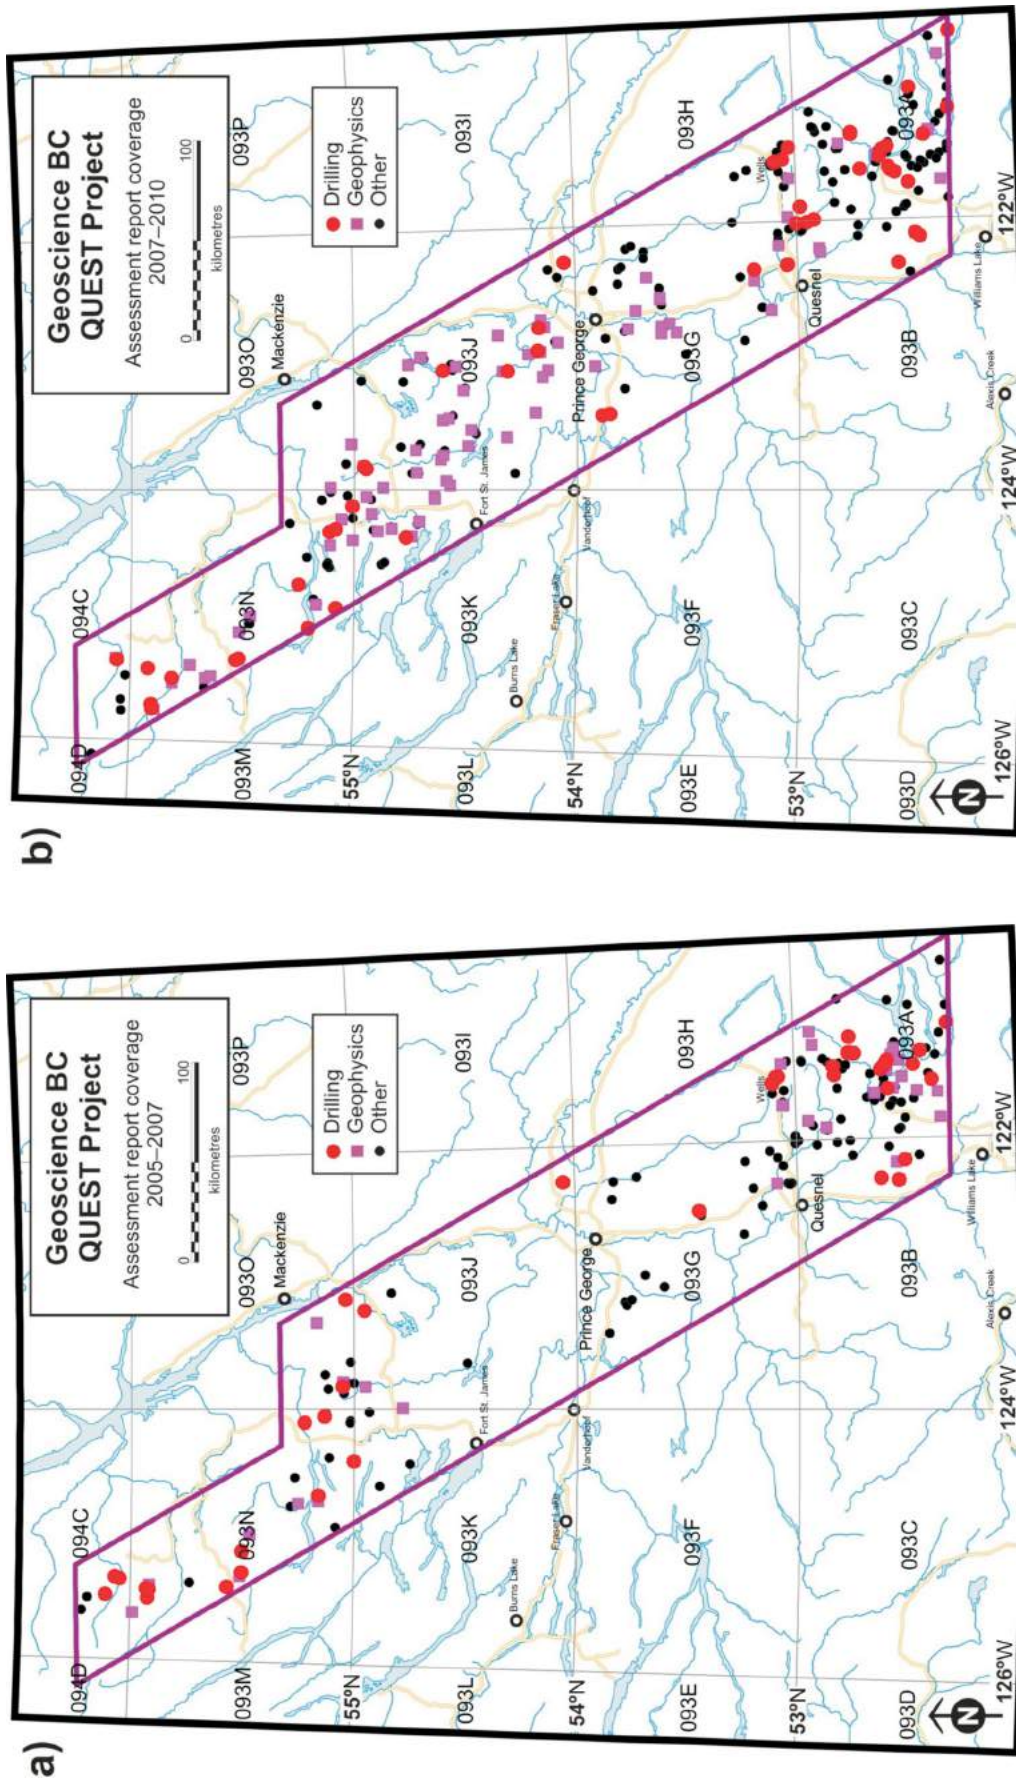 a)
Geoscience BC
QUEST Project
Assessment report coverage
2005–2007
0 100
kilometres
Drilling
Geophysics
Other
094D
094C
093M
093N
093O
093P
Mackenzie
55°N
093L
093K
093J
093I
Fort St. James
Burns Lake
Fraser Lake
Vanderhoof
Prince George
54°N
093E
093F
093G
093H
Wells
Quesnel
53°N
093D
093C
093B
093A
Alexis Creek
Williams Lake
N
126°W
124°W
122°W
b)
Geoscience BC
QUEST Project
Assessment report coverage
2007–2010
0 100
kilometres
Drilling
Geophysics
Other
094D
094C
093M
093N
093O
093P
Mackenzie
55°N
093L
093K
093J
093I
Fort St. James
Burns Lake
Fraser Lake
Vanderhoof
Prince George
54°N
093E
093F
093G
093H
Wells
Quesnel
53°N
093D
093C
093B
093A
Alexis Creek
Williams Lake
N
126°W
124°W
122°W